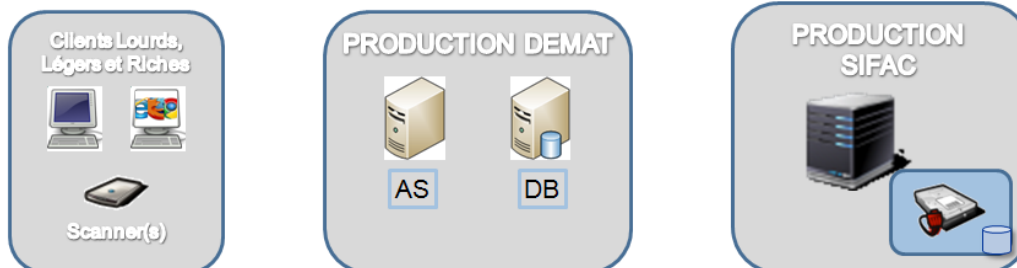 Clients Lourds,
Légers et Riches
Scanner(s)
PRODUCTION DEMAT
AS
DB
PRODUCTION
SIFAC